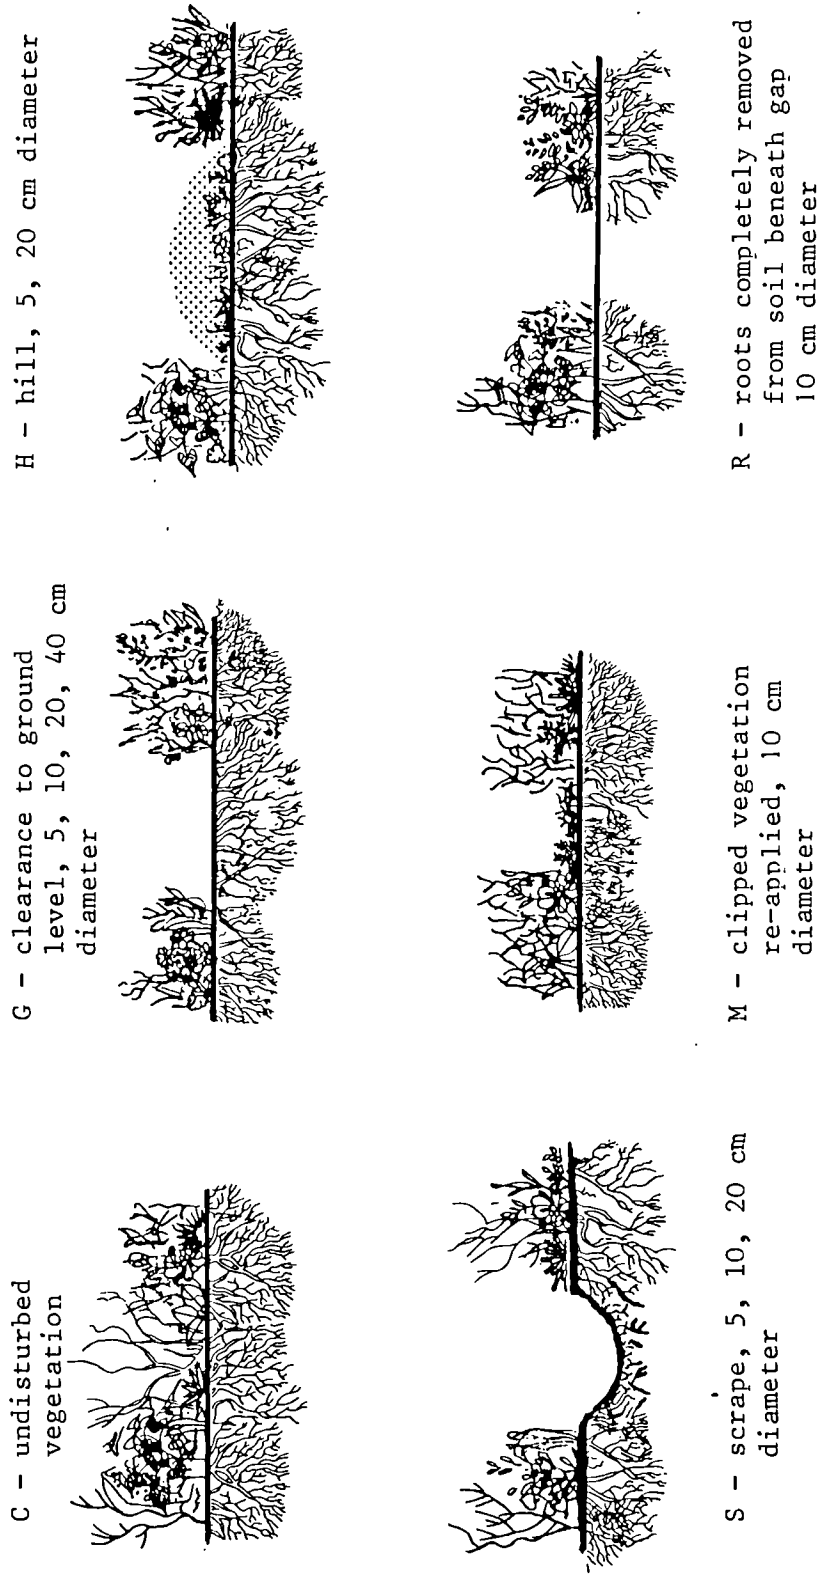 C - undisturbed
vegetation
G - clearance to ground
level, 5, 10, 20, 40 cm
diameter
H - hill, 5, 20 cm diameter
S - scrape, 5, 10, 20 cm
diameter
M - clipped vegetation
re-applied, 10 cm
diameter
R - roots completely removed
from soil beneath gap
10 cm diameter